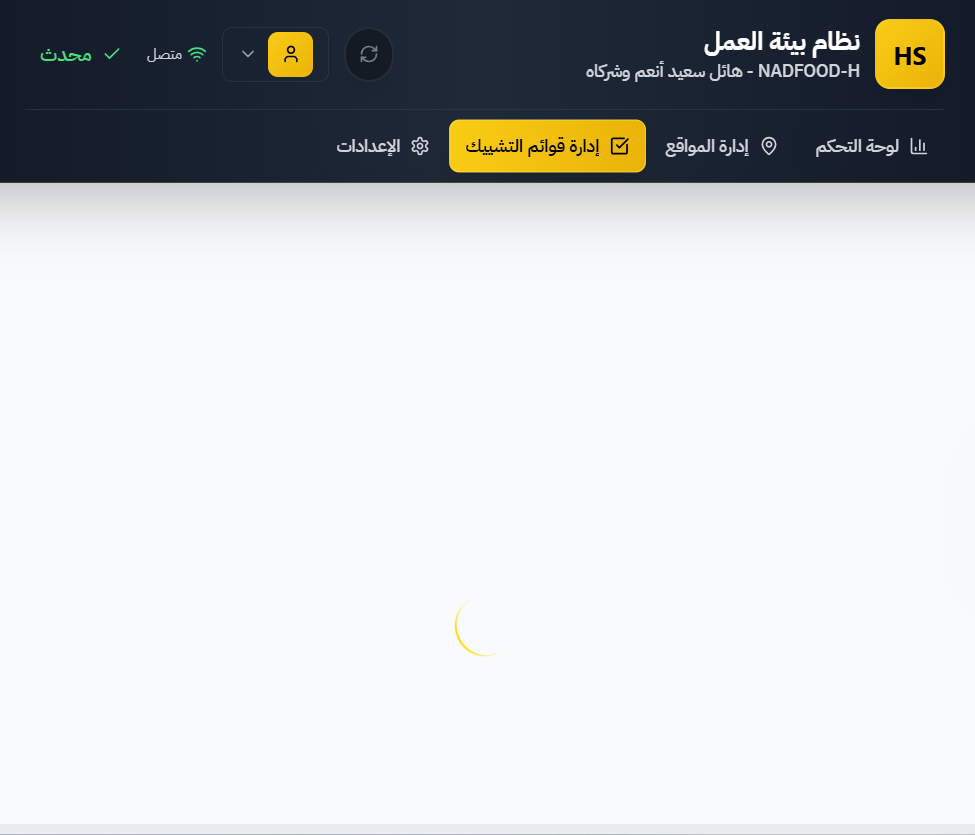 HS
نظام بيئة العمل
NADFOOD-H - هائل سعيد أنعم وشركاه
متصل
محدث
لوحة التحكم
إدارة المواقع
إدارة قوائم التشييك
الإعدادات